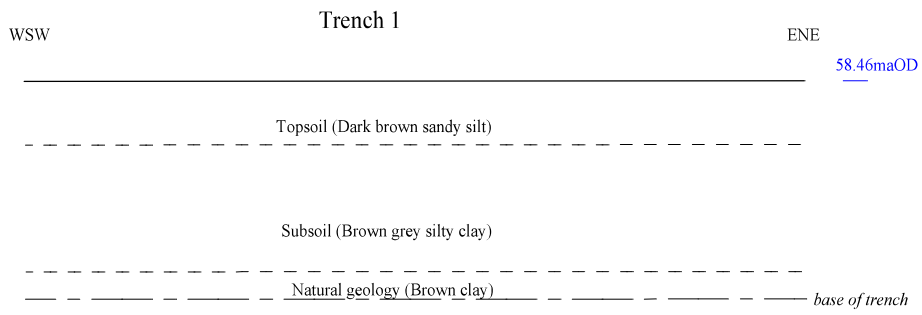 Trench 1
WSW
ENE
58.46maOD
Topsoil (Dark brown sandy silt)
Subsoil (Brown grey silty clay)
Natural geology (Brown clay)
base of trench